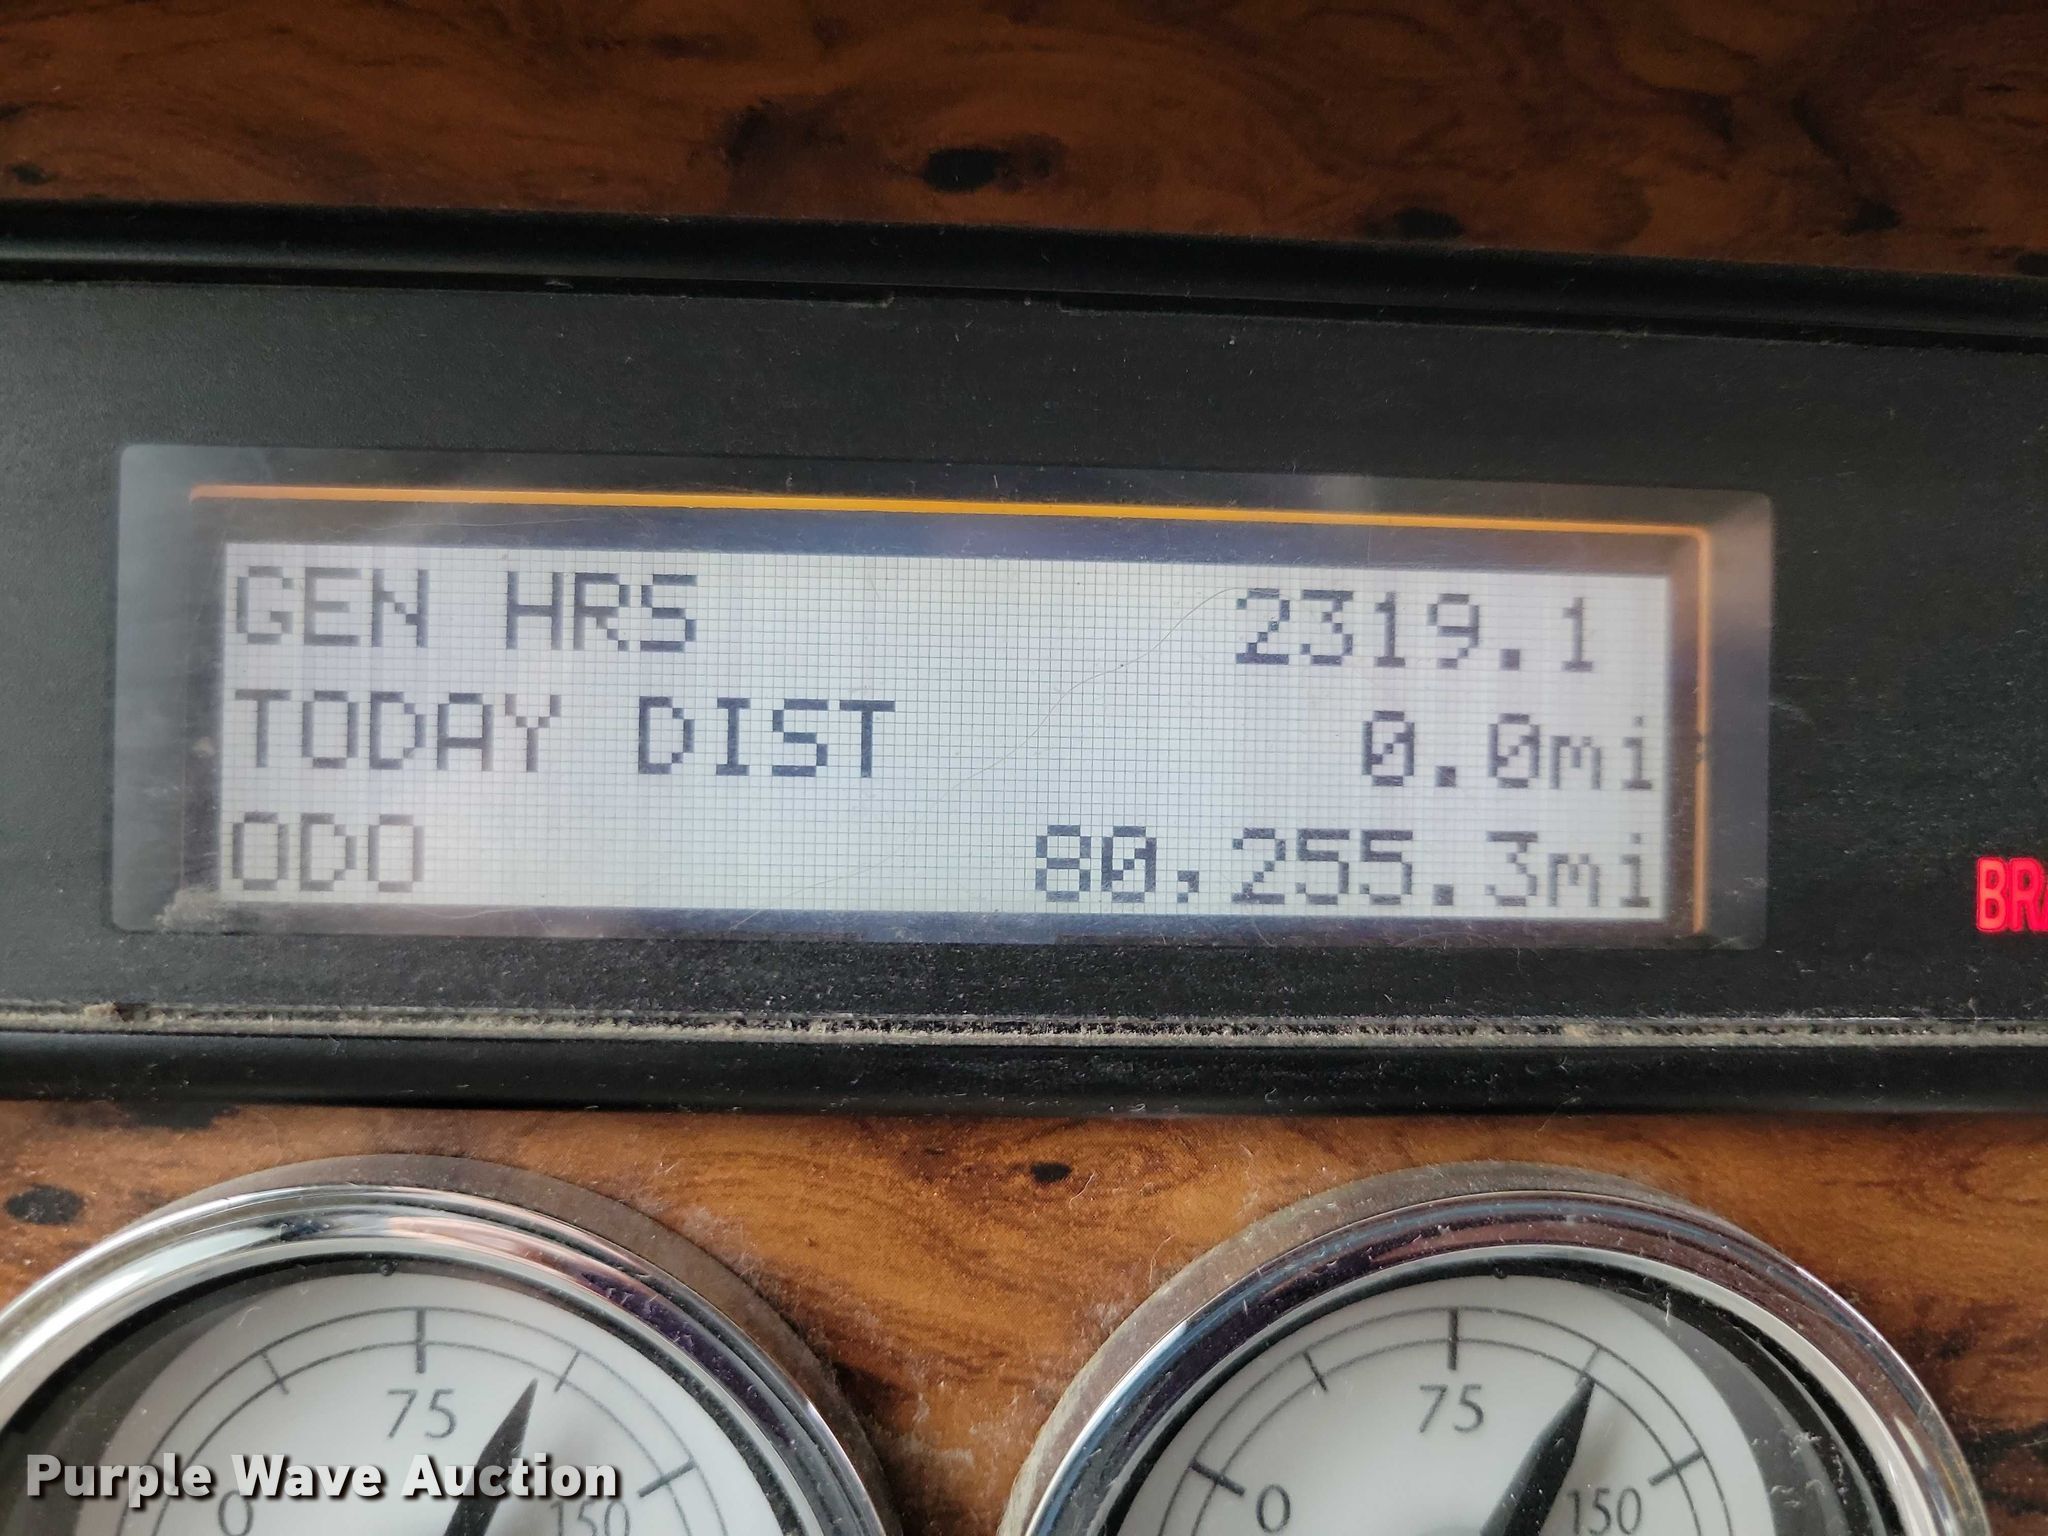 GEN HRS 2319.1
TODAY DIST 0.0mi
ODO 80,255.3mi
BRA
75
0
150
75
0
150
Purple Wave Auction